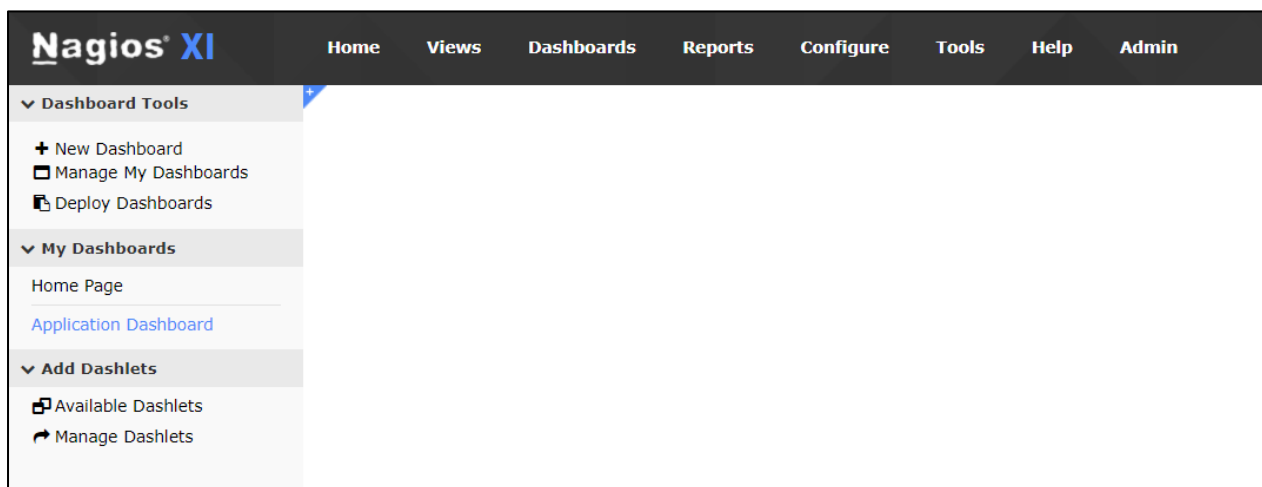 Nagios® XI Home Views Dashboards Reports Configure Tools Help Admin
Dashboard Tools
+
New Dashboard
Manage My Dashboards
Deploy Dashboards
My Dashboards
Home Page
Application Dashboard
Add Dashlets
Available Dashlets
Manage Dashlets